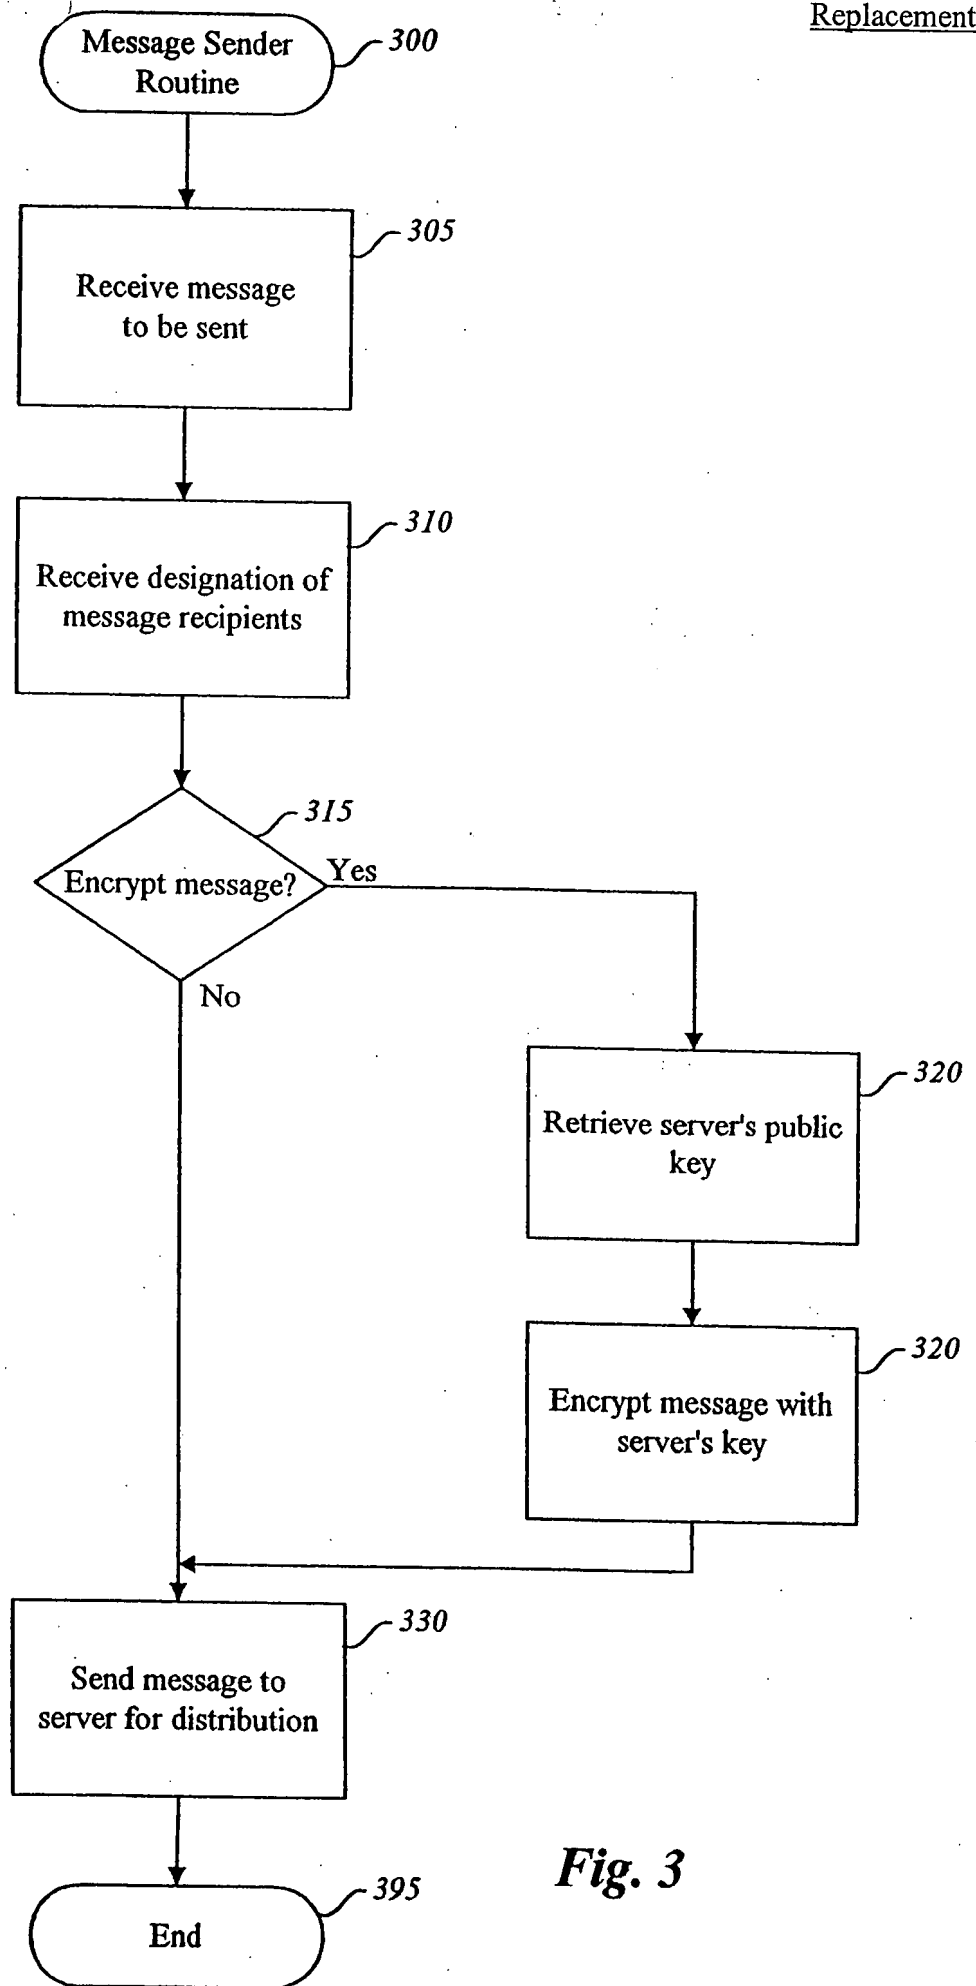 Replacement
Message Sender
Routine
300
305
Receive message
to be sent
310
Receive designation of
message recipients
315
Encrypt message?
Yes
No
320
Retrieve server's public
key
320
Encrypt message with
server's key
330
Send message to
server for distribution
395
End
Fig. 3